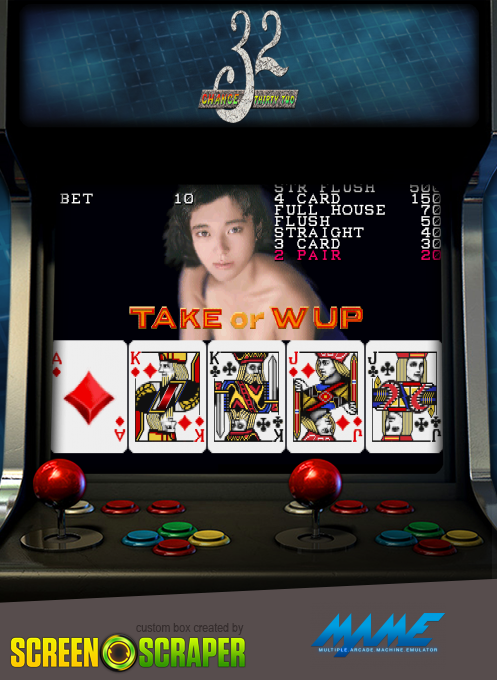 32
CHANCE THIRTY TWO
BET 10
STR FLUSH 500
4 CARD 150
FULL HOUSE 70
FLUSH 50
STRAIGHT 40
3 CARD 30
2 PAIR 20
TAKE or W UP
A K K J J
A K K J J
custom box created by
SCREEN SCRAPER
MAME
MULTIPLE ARCADE MACHINE EMULATOR